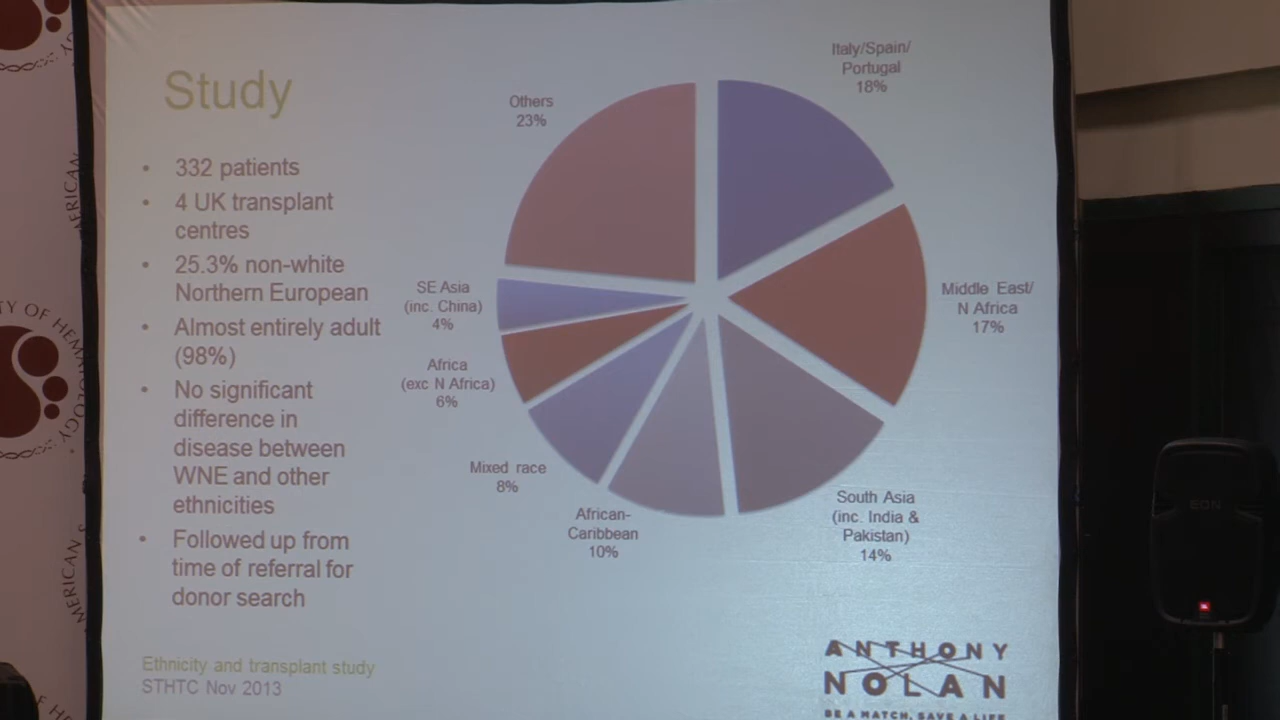 Study
• 332 patients
• 4 UK transplant
centres
• 25.3% non-white
Northern European
• Almost entirely adult
(98%)
• No significant
difference in
disease between
WNE and other
ethnicities
• Followed up from
time of referral for
donor search
Ethnicity and transplant study
STHTC Nov 2013
Italy/Spain/
Portugal
18%
Middle East/
N Africa
17%
South Asia
(inc. India &
Pakistan)
14%
African-
Caribbean
10%
Mixed race
8%
Africa
(exc N Africa)
6%
SE Asia
(inc. China)
4%
Others
23%
ANTHONY
NOLAN
BE A MATCH, SAVE A LIFE
EON